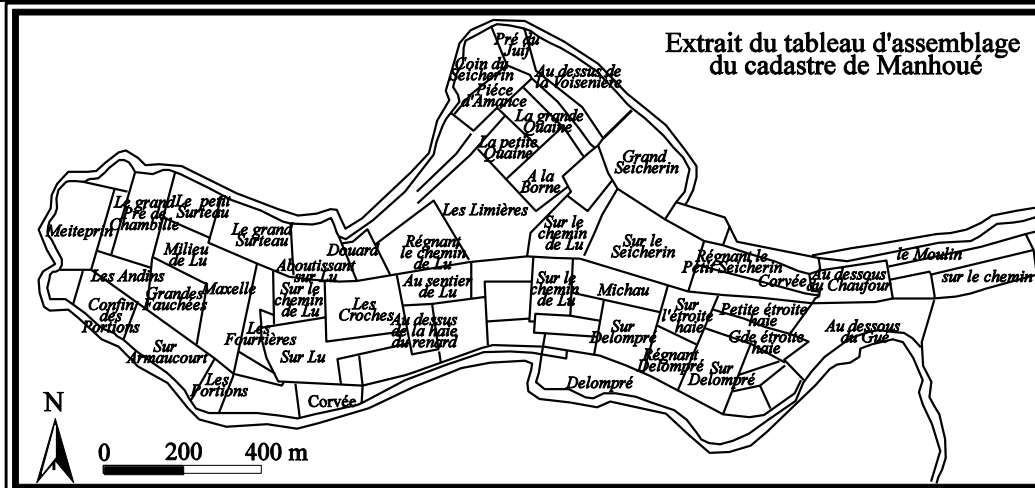 Extrait du tableau d'assemblage
du cadastre de Manhoué
Pré du
Juif
Coin du
Seicherin
Au dessus de
la Voisenière
Piéce
d'Amance
La grande
Quaine
La petite
Quaine
A la
Borne
Grand
Seicherin
Les Limières
Meiteprin
Le grand
Pré de
Chambille
Le petit
Surteau
Le grand
Surteau
Milieu
de Lu
Douard
Régnant
le chemin
de Lu
Sur le
chemin
de Lu
Sur le
Seicherin
Régnant le
Petit Seicherin
Corvée
Au dessous
du Chaufour
le Moulin
sur le chemin
Les Andins
Grandes
Fauchées
Maxelle
Aboutissant
sur Lu
Sur le
chemin
de Lu
Les
Croches
Au sentier
de Lu
Sur le
chemin
de Lu
Michau
Sur
l'étroite
haie
Petite étroite
haie
Gde étroite
haie
Au dessous
du Gué
Confin
des
Portions
Sur
Armaucourt
Les
Portions
Les
Fourrières
Sur Lu
Au dessus
de la haie
du renard
Sur
Delompré
Régnant
Delompré
Sur
Delompré
Delompré
Corvée
N
0 200 400 m